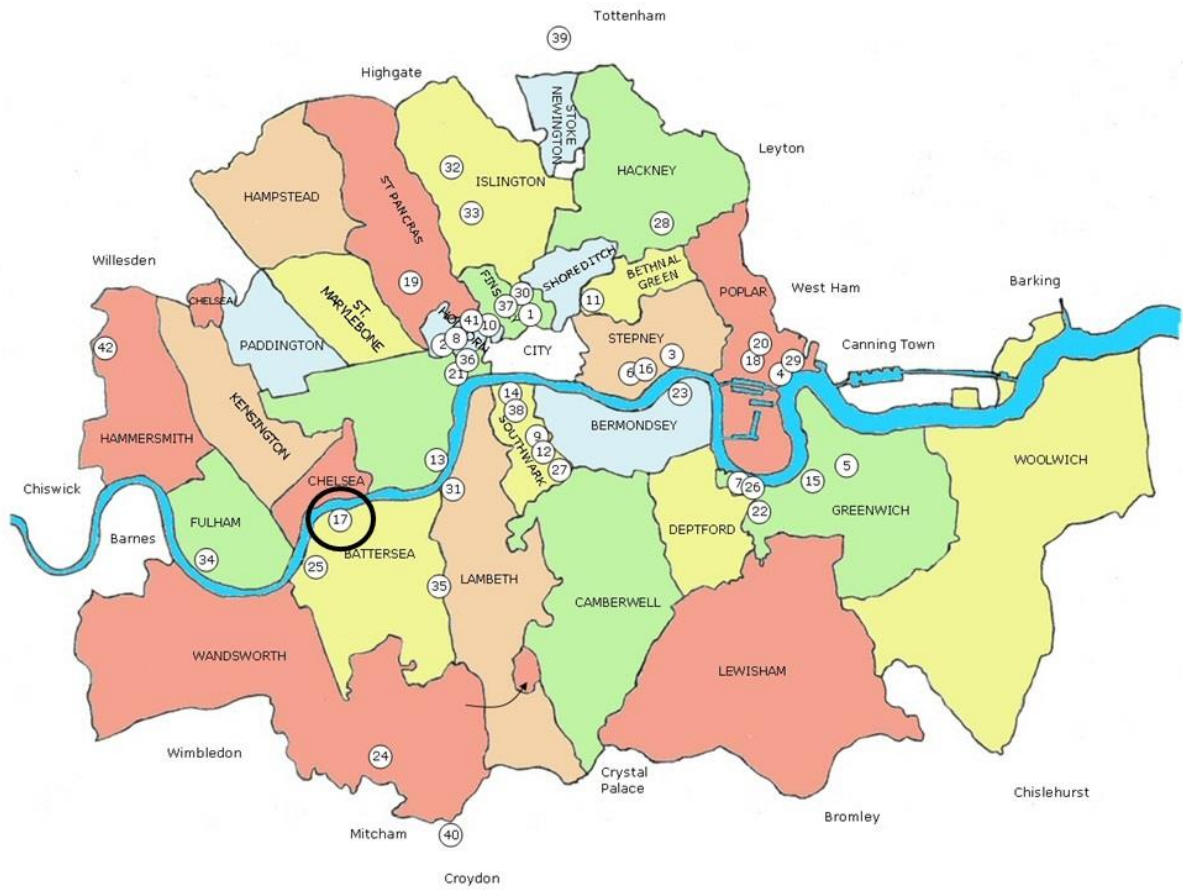 Tottenham
39
Highgate
STOKE
NEWINGTON
Leyton
32
ISLINGTON
HACKNEY
HAMPSTEAD
ST PANCRAS
33
28
SHOREDITCH
BETHNAL
GREEN
Willesden
19
POPLAR
West Ham
Barking
CHELSEA
ST.
MARYLEBONE
30
37
1
11
41
10
42
PADDINGTON
8
CITY
STEPNEY
3
20
18
29
4
Canning Town
36
21
6
16
KENSINGTON
14
23
38
SOUTHWARK
BERMONDSEY
HAMMERSMITH
9
12
13
27
5
WOOLWICH
CHELSEA
31
7
26
15
Chiswick
17
22
GREENWICH
FULHAM
Barnes
34
BATTERSEA
25
DEPTFORD
35
LAMBETH
CAMBERWELL
WANDSWORTH
LEWISHAM
Wimbledon
24
Crystal
Palace
Chislehurst
Mitcham
40
Bromley
Croydon